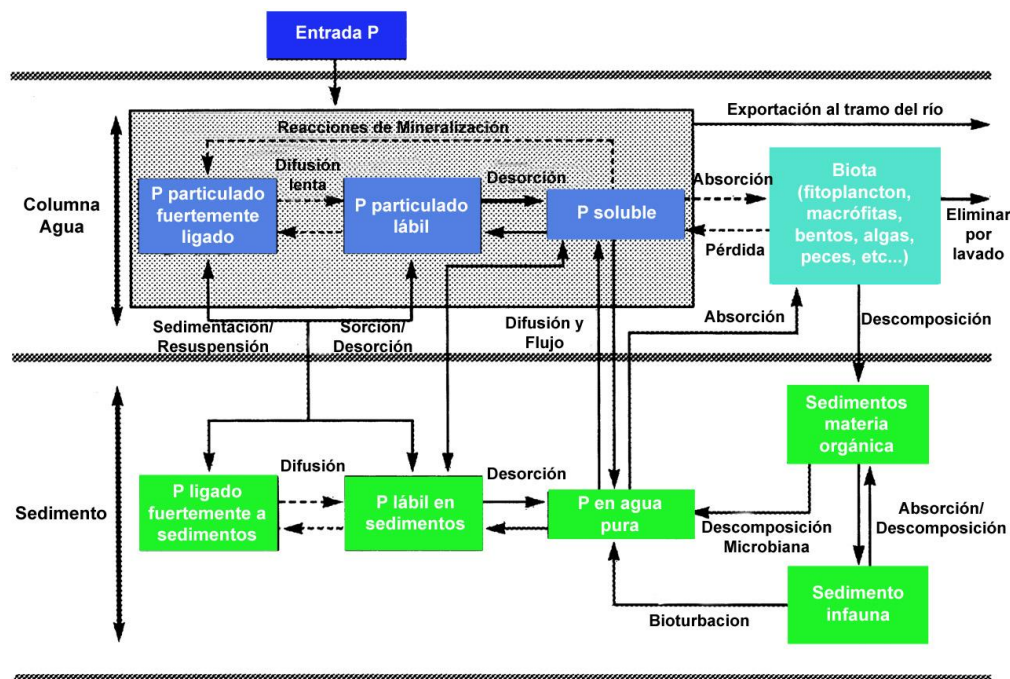 Entrada P
Exportación al tramo del río
Reacciones de Mineralización
Columna
Agua
P particulado
fuertemente
ligado
Difusión
lenta
P particulado
lábil
Desorción
P soluble
Absorción
Pérdida
Biota
(fitoplancton,
macrófitas,
bentos, algas,
peces, etc...)
Eliminar
por
lavado
Sedimentación/
Resuspensión
Sorción/
Desorción
Difusión y
Flujo
Absorción
Descomposición
Sedimento
P ligado
fuertemente a
sedimentos
Difusión
P lábil en
sedimentos
Desorción
P en agua
pura
Sedimentos
materia
orgánica
Descomposición
Microbiana
Absorción/
Descomposición
Bioturbacion
Sedimento
infauna